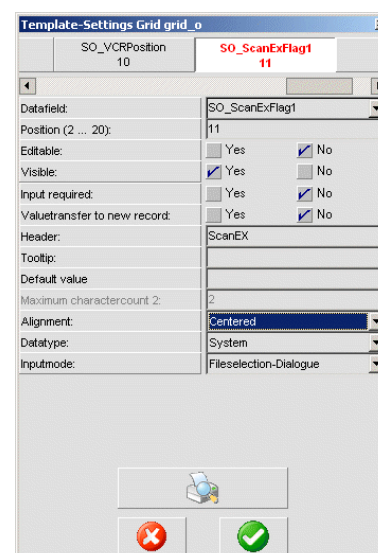 Template-Settings Grid grid_o
SO_VCRPosition
10
SO_ScanExFlag1
11
Datafield: SO_ScanExFlag1
Position (2 ... 20): 11
Editable: Yes No
Visible: Yes No
Input required: Yes No
Valuetransfer to new record: Yes No
Header: ScanEX
Tooltip:
Default value
Maximum charactercount 2: 2
Alignment: Centered
Datatype: System
Inputmode: Fileselection-Dialogue